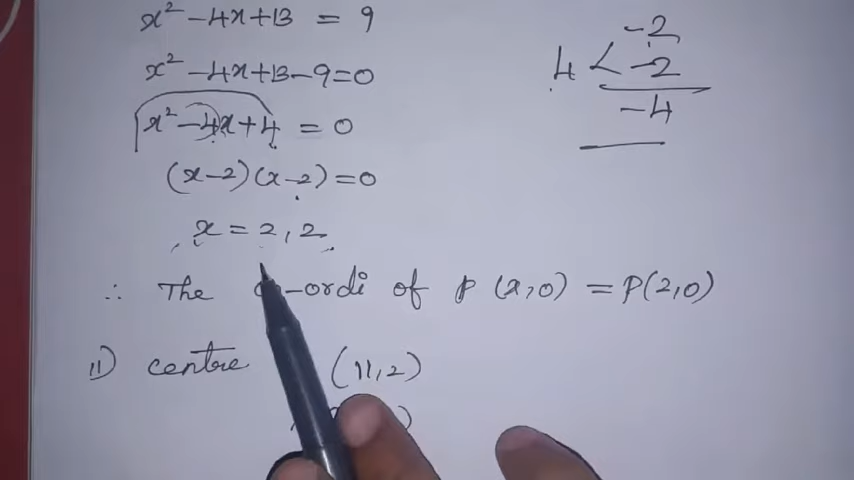 x² -4x+13 = 9
x² -4x+13-9=0
x² -4x+4 = 0
(x-2)(x-2)=0
x = 2,2
∴ The co-ordi of P (x,0) = P(2,0)
11) centre (11,2)
-2
4 < -2
-4